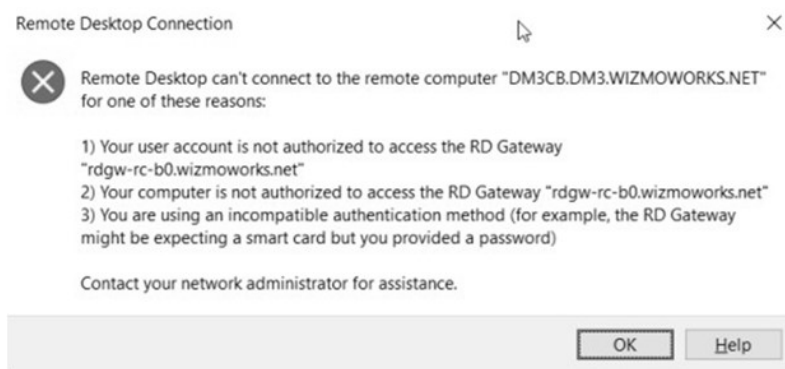 Remote Desktop Connection
Remote Desktop can't connect to the remote computer "DM3CB.DM3.WIZMOWORKS.NET"
for one of these reasons:
1) Your user account is not authorized to access the RD Gateway
"rdgw-rc-b0.wizmoworks.net"
2) Your computer is not authorized to access the RD Gateway "rdgw-rc-b0.wizmoworks.net"
3) You are using an incompatible authentication method (for example, the RD Gateway
might be expecting a smart card but you provided a password)
Contact your network administrator for assistance.
OK Help